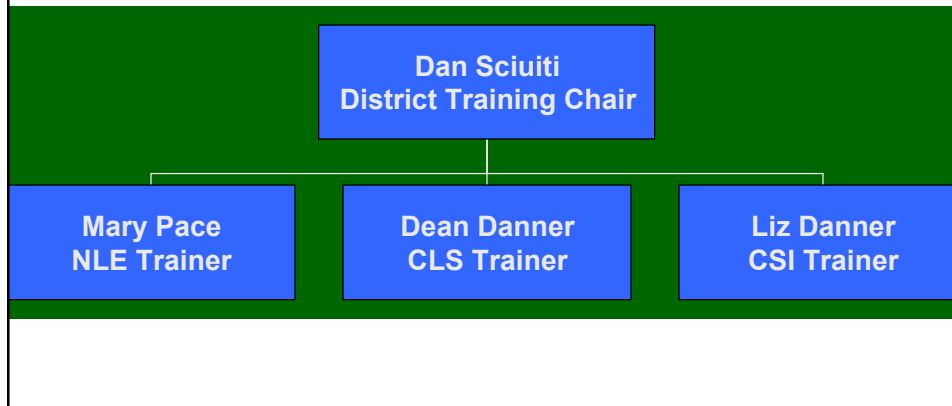 Dan Sciuiti
District Training Chair
Mary Pace
NLE Trainer
Dean Danner
CLS Trainer
Liz Danner
CSI Trainer